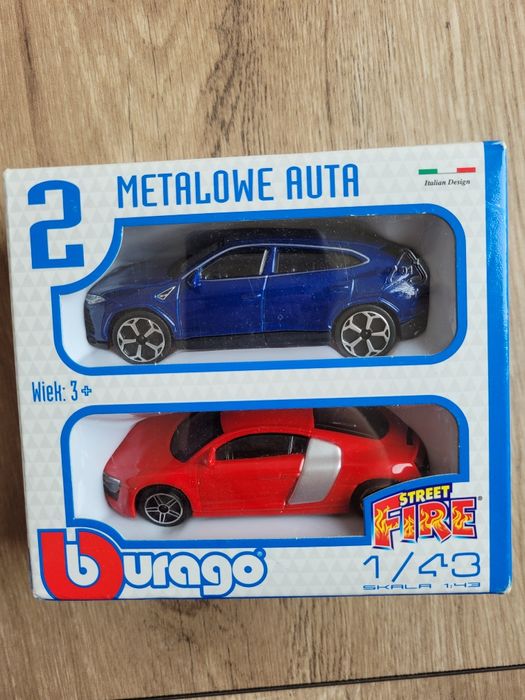 2 METALOWE AUTA
Italian Design
Wiek: 3+
STREET
FIRE®
burago®
1/43
SKALA 1:43